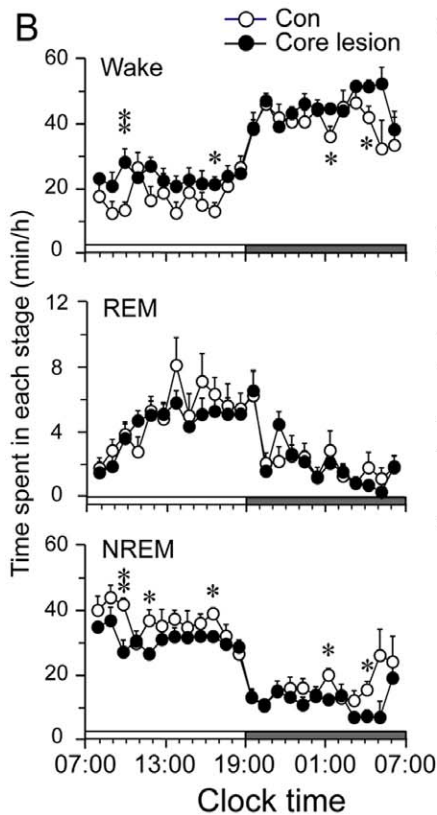 B
Con
Core lesion
Time spent in each stage (min/h)
Wake
60
40
20
0
**
*
*
*
REM
12
8
4
0
NREM
60
40
20
0
**
*
*
*
*
07:00 13:00 19:00 01:00 07:00
Clock time